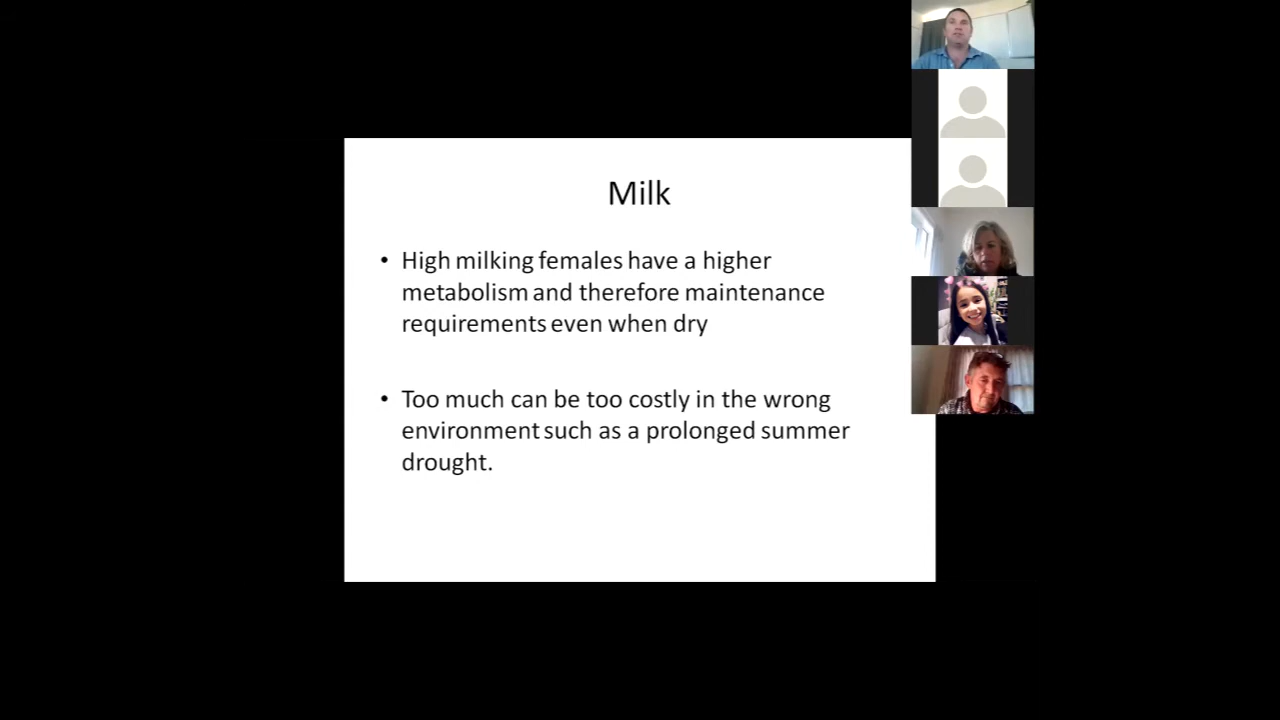 Milk
• High milking females have a higher
metabolism and therefore maintenance
requirements even when dry
• Too much can be too costly in the wrong
environment such as a prolonged summer
drought.